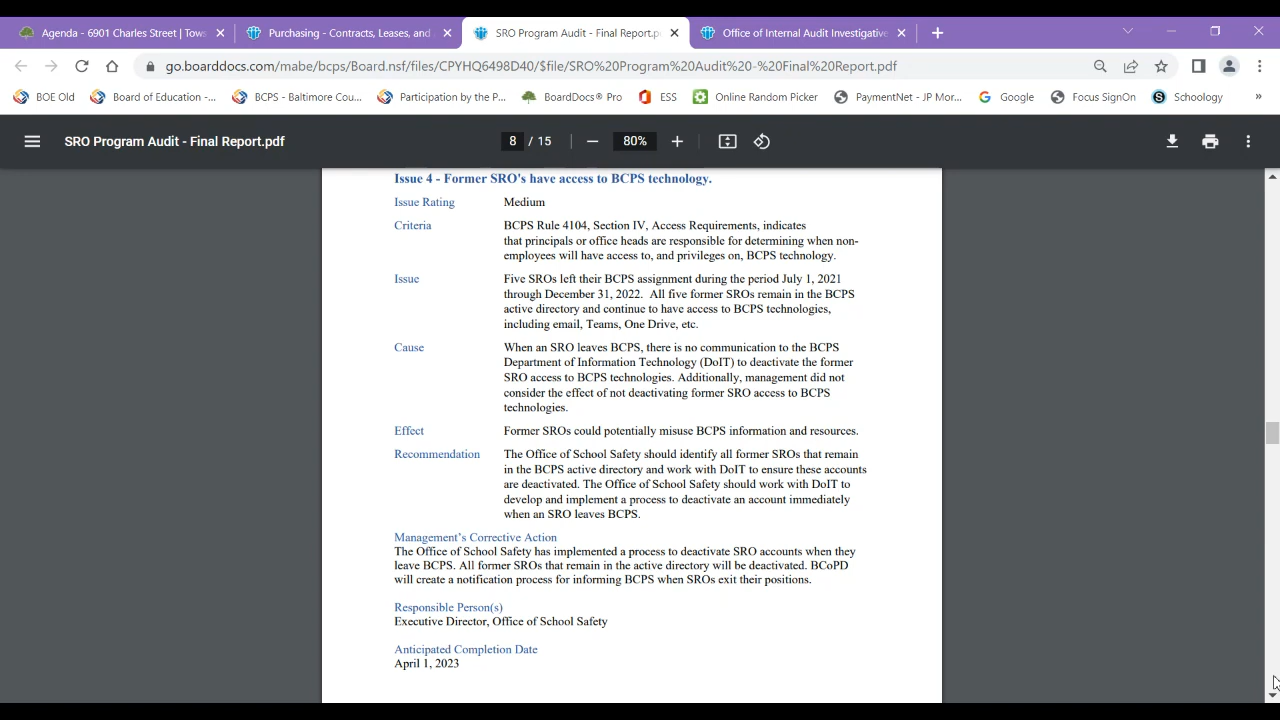 Agenda - 6901 Charles Street | Tows
Purchasing - Contracts, Leases, and
SRO Program Audit - Final Report.p
Office of Internal Audit Investigative
go.boarddocs.com/mabe/bcps/Board.nsf/files/CPYHQ6498D40/$file/SRO%20Program%20Audit%20-%20Final%20Report.pdf
BOE Old
Board of Education -...
BCPS - Baltimore Cou...
Participation by the P...
BoardDocs® Pro
ESS
Online Random Picker
PaymentNet - JP Mor...
Google
Focus SignOn
Schoology
»
SRO Program Audit - Final Report.pdf
8 / 15
80%
Issue 4 - Former SRO's have access to BCPS technology.
Issue Rating Medium
Criteria BCPS Rule 4104, Section IV, Access Requirements, indicates
that principals or office heads are responsible for determining when non-
employees will have access to, and privileges on, BCPS technology.
Issue Five SROs left their BCPS assignment during the period July 1, 2021
through December 31, 2022. All five former SROs remain in the BCPS
active directory and continue to have access to BCPS technologies,
including email, Teams, One Drive, etc.
Cause When an SRO leaves BCPS, there is no communication to the BCPS
Department of Information Technology (DoIT) to deactivate the former
SRO access to BCPS technologies. Additionally, management did not
consider the effect of not deactivating former SRO access to BCPS
technologies.
Effect Former SROs could potentially misuse BCPS information and resources.
Recommendation The Office of School Safety should identify all former SROs that remain
in the BCPS active directory and work with DoIT to ensure these accounts
are deactivated. The Office of School Safety should work with DoIT to
develop and implement a process to deactivate an account immediately
when an SRO leaves BCPS.
Management's Corrective Action
The Office of School Safety has implemented a process to deactivate SRO accounts when they
leave BCPS. All former SROs that remain in the active directory will be deactivated. BCoPD
will create a notification process for informing BCPS when SROs exit their positions.
Responsible Person(s)
Executive Director, Office of School Safety
Anticipated Completion Date
April 1, 2023